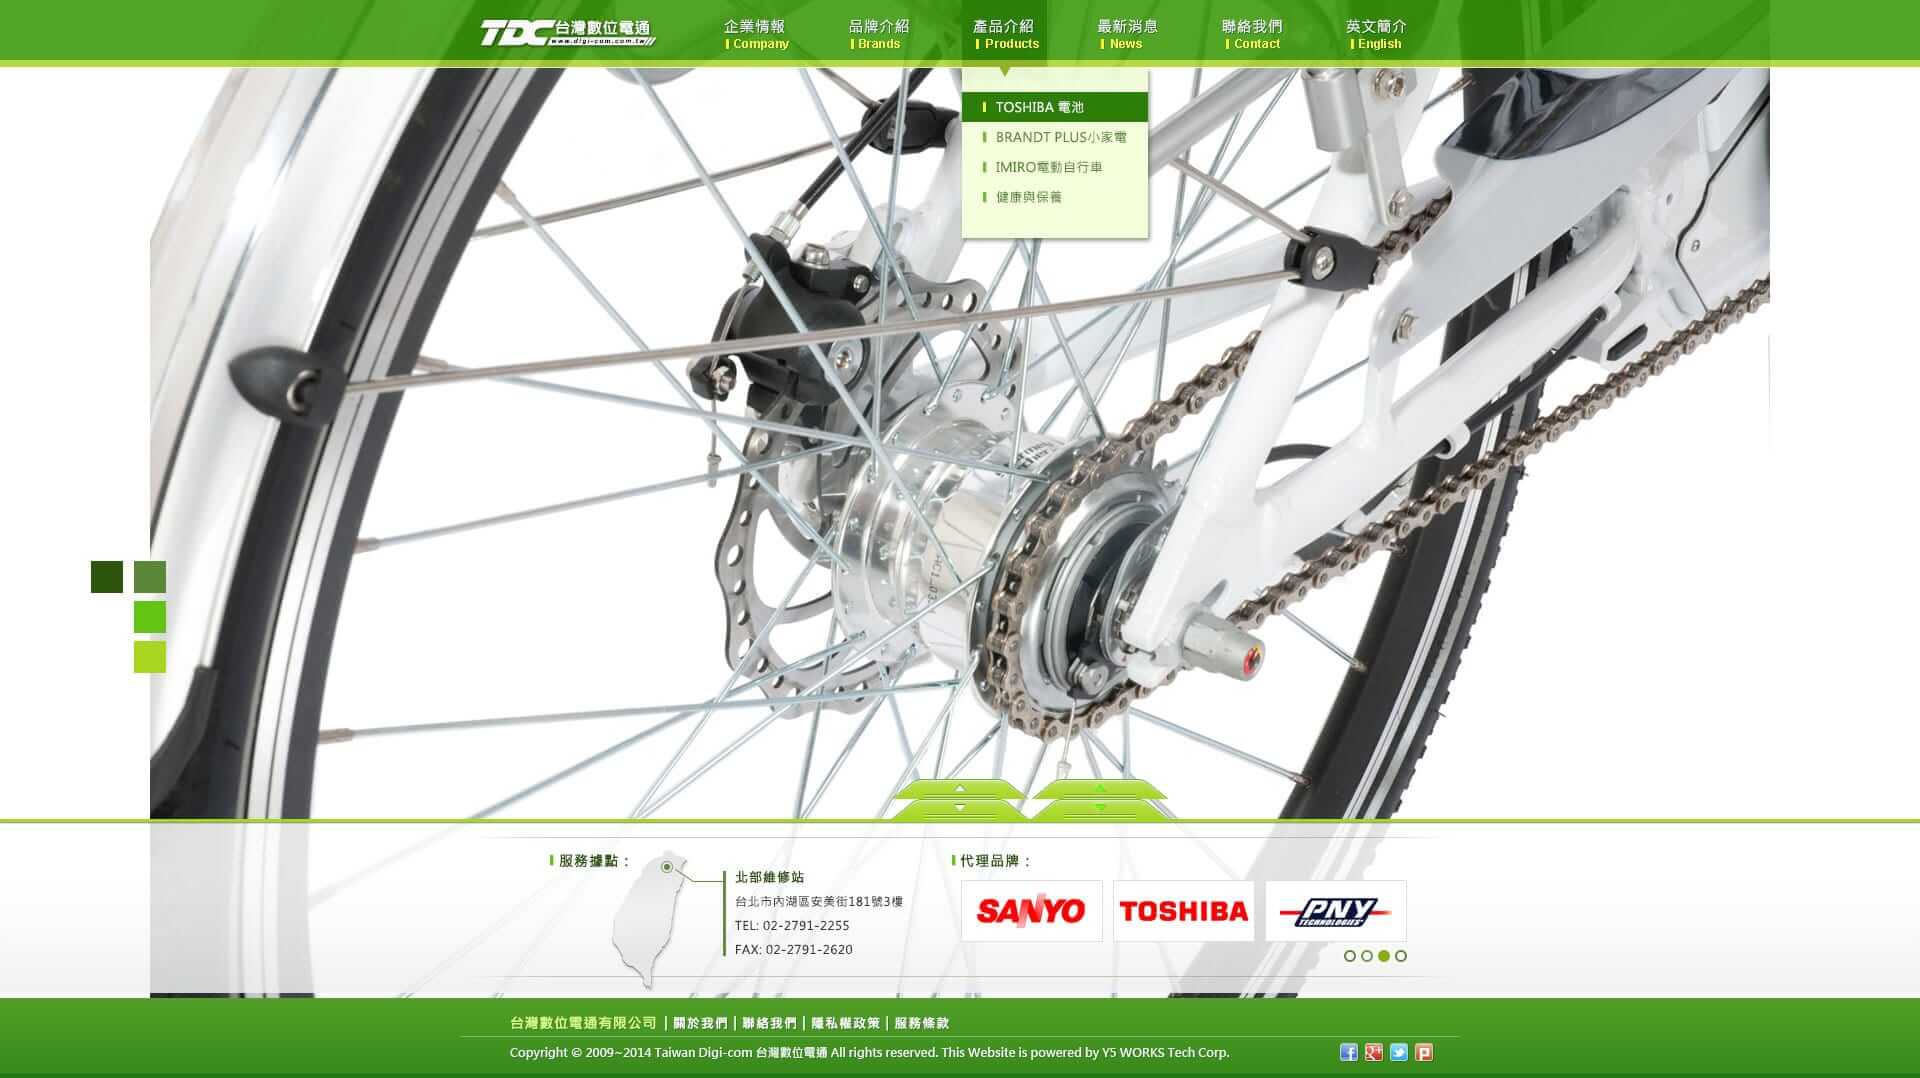 TDC 台灣數位電通
www.digi-com.com.tw
企業情報
Company
品牌介紹
Brands
產品介紹
Products
最新消息
News
聯絡我們
Contact
英文簡介
English
TOSHIBA 電池
BRANDT PLUS小家電
IMIRO電動自行車
健康與保養
服務據點：
北部維修站
台北市內湖區安美街181號3樓
TEL: 02-2791-2255
FAX: 02-2791-2620
代理品牌：
SANYO
TOSHIBA
PNY
TECHNOLOGIES
台灣數位電通有限公司 | 關於我們 | 聯絡我們 | 隱私權政策 | 服務條款
Copyright © 2009~2014 Taiwan Digi-com 台灣數位電通 All rights reserved. This Website is powered by Y5 WORKS Tech Corp.